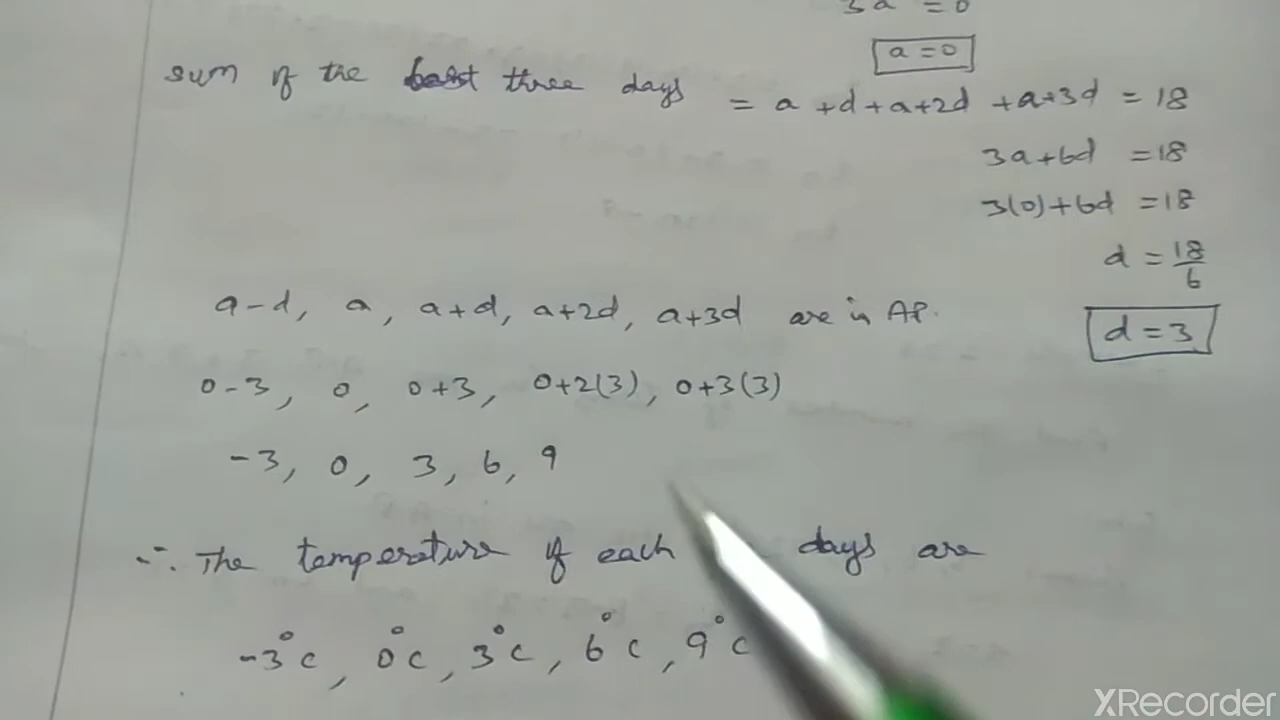 3a = 0
a = 0
sum of the last three days = a + d + a + 2d + a + 3d = 18
3a + 6d = 18
3(0) + 6d = 18
d = 18/6
a - d, a, a + d, a + 2d, a + 3d are in AP.
d = 3
0 - 3, 0, 0 + 3, 0 + 2(3), 0 + 3(3)
-3, 0, 3, 6, 9
∴ The temperature of each days are
-3°C, 0°C, 3°C, 6°C, 9°C
XRecorder